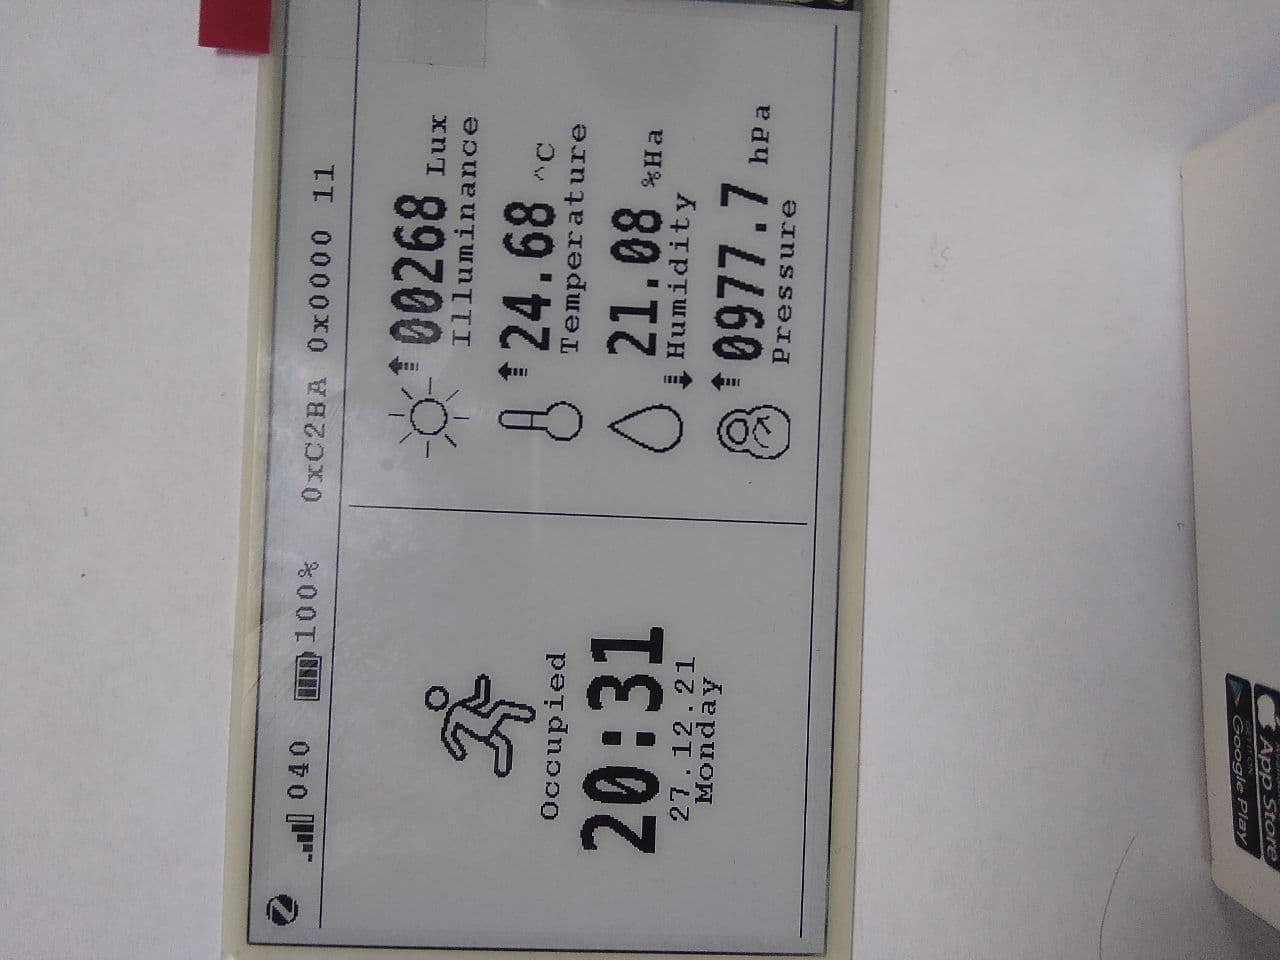 040 100% 0xC2BA 0x0000 11
Occupied
20:31
27.12.21
Monday
00268 Lux
Illuminance
24.68 ^C
Temperature
21.08 %Ha
Humidity
0977.7 hPa
Pressure
GET IT ON
Google Play
App Store